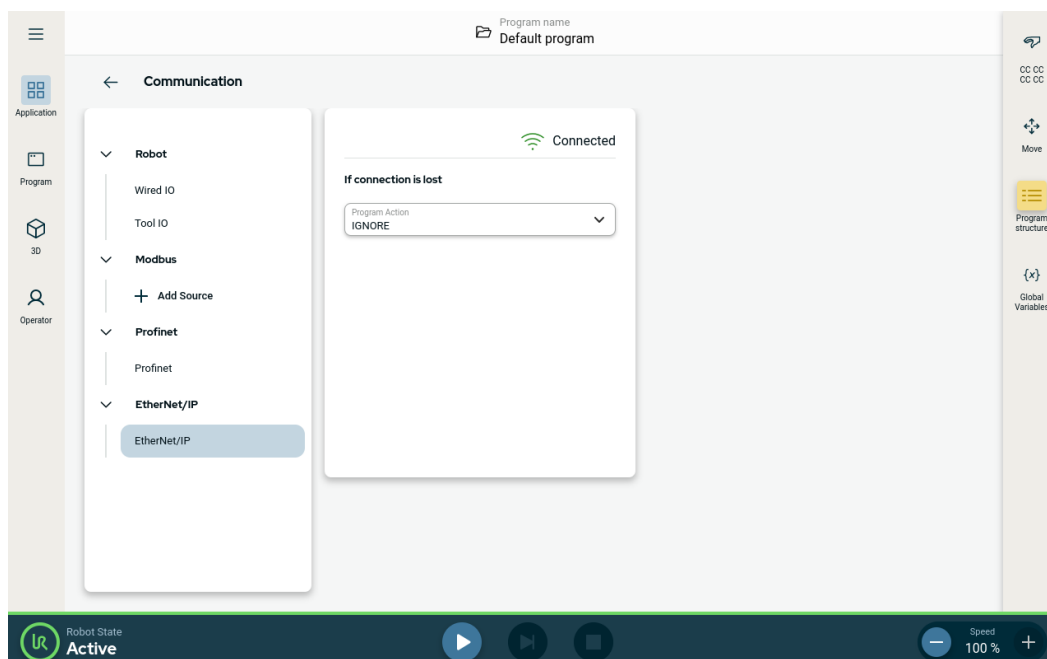 Program name
Default program
Application
Program
3D
Operator
Communication
Robot
Wired IO
Tool IO
Modbus
Add Source
Profinet
Profinet
EtherNet/IP
EtherNet/IP
Connected
If connection is lost
Program Action
IGNORE
CC CC
CC CC
Move
Program
structure
{x}
Global
Variables
UR
Robot State
Active
Speed
100 %